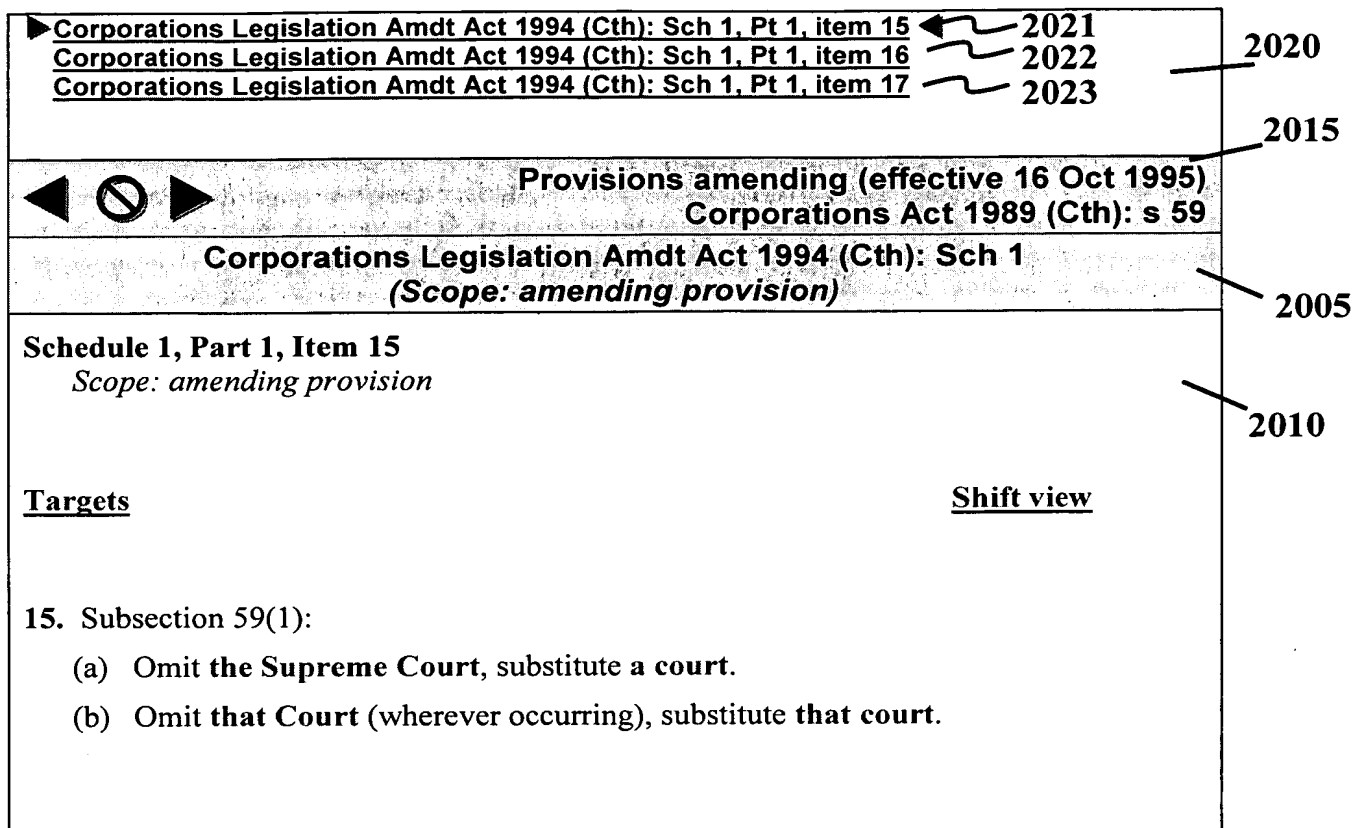 Corporations Legislation Amdt Act 1994 (Cth): Sch 1, Pt 1, item 15 2021
Corporations Legislation Amdt Act 1994 (Cth): Sch 1, Pt 1, item 16 2022
Corporations Legislation Amdt Act 1994 (Cth): Sch 1, Pt 1, item 17 2023
2020
2015
Provisions amending (effective 16 Oct 1995)
Corporations Act 1989 (Cth): s 59
Corporations Legislation Amdt Act 1994 (Cth): Sch 1
(Scope: amending provision)
2005
Schedule 1, Part 1, Item 15
Scope: amending provision
2010
Targets Shift view
15. Subsection 59(1):
(a) Omit the Supreme Court, substitute a court.
(b) Omit that Court (wherever occurring), substitute that court.